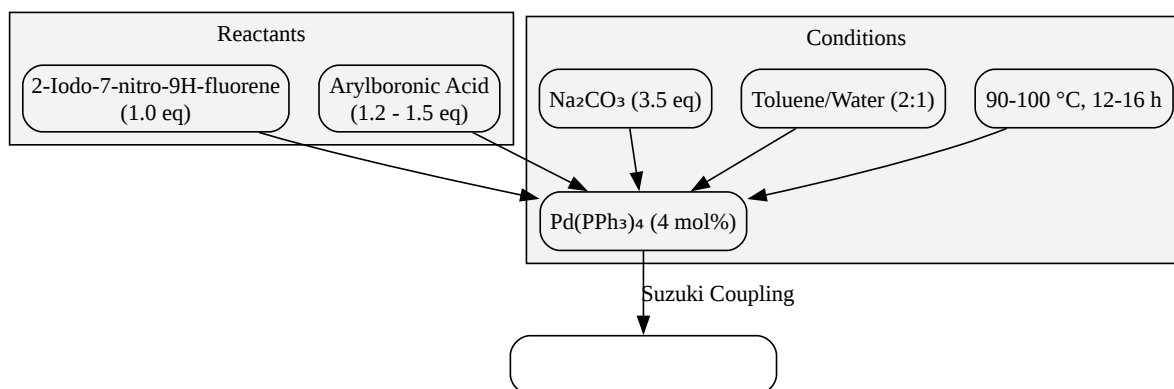 Reactants
Conditions
2-Iodo-7-nitro-9H-fluorene
(1.0 eq)
Arylboronic Acid
(1.2 - 1.5 eq)
Na₂CO₃ (3.5 eq)
Toluene/Water (2:1)
90-100 °C, 12-16 h
Pd(PPh₃)₄ (4 mol%)
Suzuki Coupling